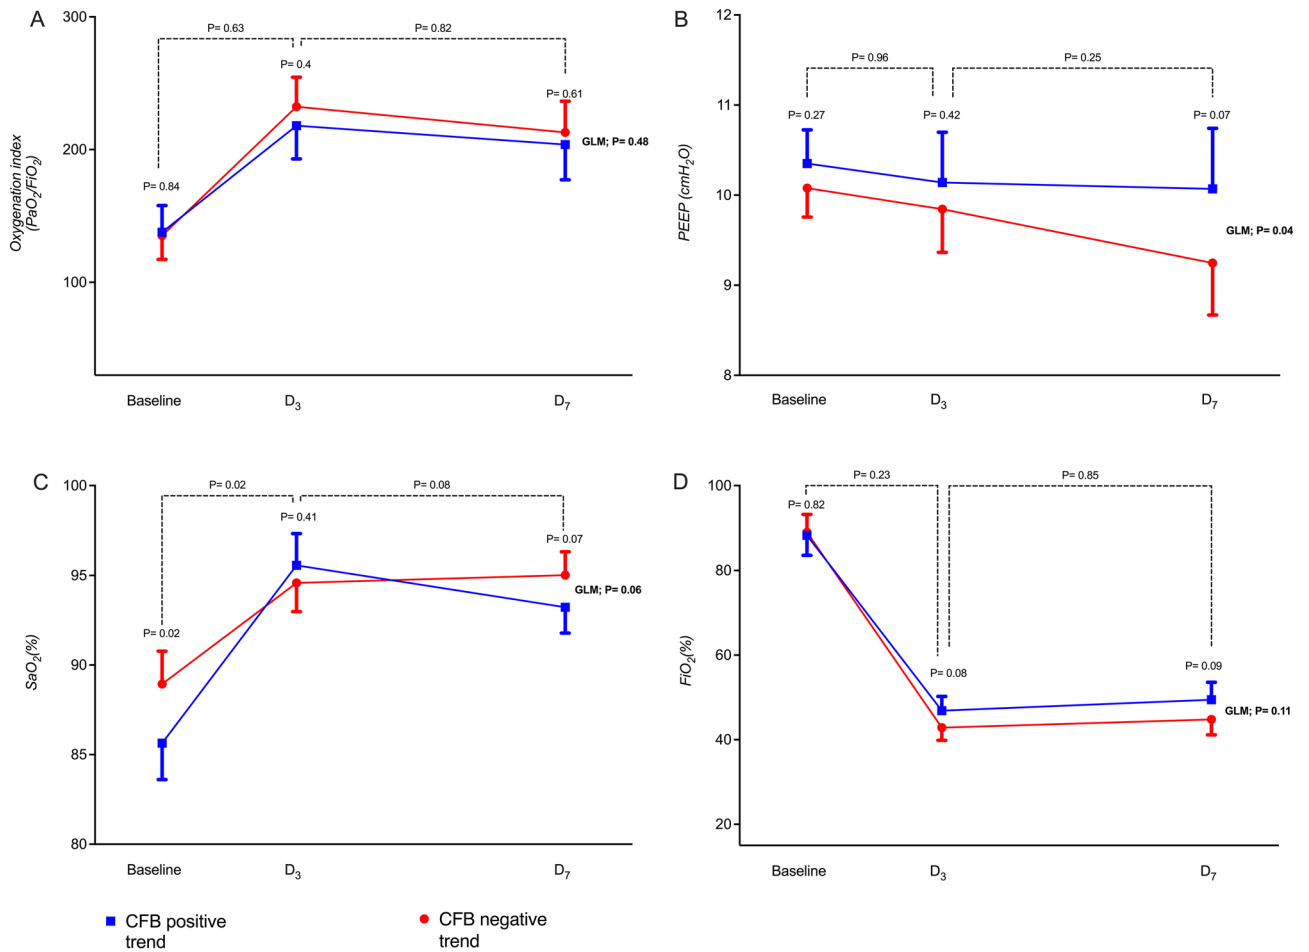 A
300
200
100
Oxygenation index
(PaO2/FiO2)
P= 0.63
P= 0.82
P= 0.4
P= 0.61
P= 0.84
GLM; P= 0.48
Baseline
D3
D7
B
12
11
10
9
8
PEEP (cmH2O)
P= 0.96
P= 0.25
P= 0.27
P= 0.42
P= 0.07
GLM; P= 0.04
Baseline
D3
D7
C
100
95
90
85
80
SaO2(%)
P= 0.02
P= 0.08
P= 0.41
P= 0.07
P= 0.02
GLM; P= 0.06
Baseline
D3
D7
D
100
80
60
40
20
FiO2(%)
P= 0.23
P= 0.85
P= 0.82
P= 0.08
P= 0.09
GLM; P= 0.11
Baseline
D3
D7
CFB positive
trend
CFB negative
trend